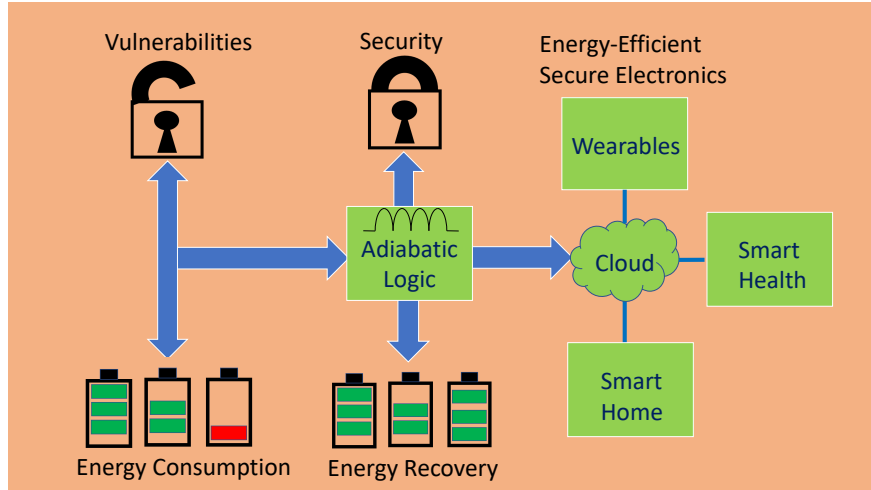 Vulnerabilities
Security
Energy-Efficient
Secure Electronics
Wearables
Adiabatic
Logic
Cloud
Smart
Health
Smart
Home
Energy Consumption
Energy Recovery